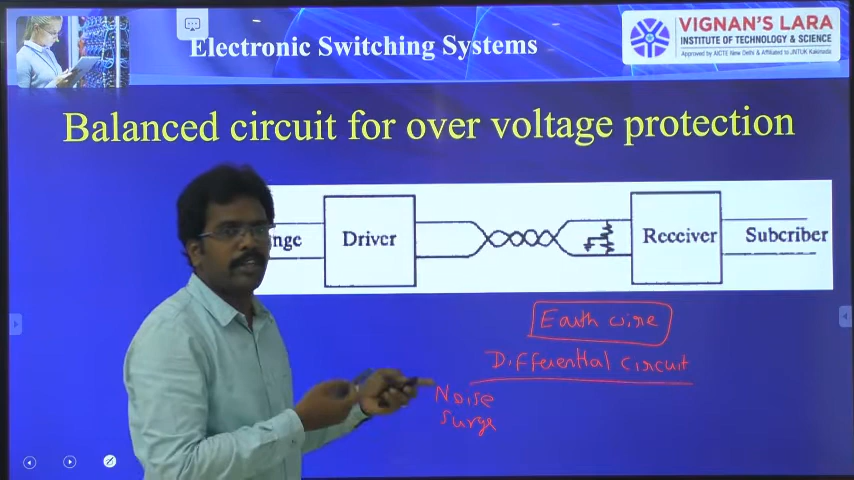 Electronic Switching Systems
VIGNAN'S LARA
INSTITUTE OF TECHNOLOGY & SCIENCE
Approved by AICTE New Delhi & Affiliated to JNTUK Kakinada
Balanced circuit for over voltage protection
nge
Driver
Receiver
Subcriber
Earth wire
Differential circuit
Noise
Surge